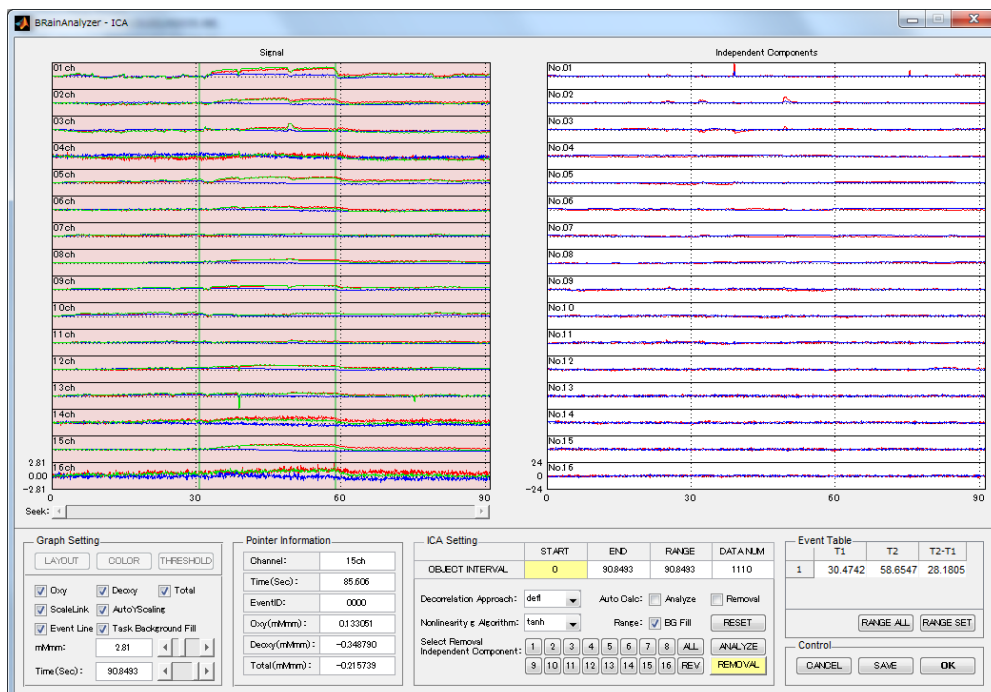 BRainAnalyzer - ICA
Signal
01 ch
02ch
03ch
04ch
05ch
06ch
07ch
08ch
09ch
10ch
11ch
12ch
13ch
14ch
15ch
16ch
2.81
0.00
-2.81
0 30 60 90
Seek:
Independent Components
No.01
No.02
No.03
No.04
No.05
No.06
No.07
No.08
No.09
No.10
No.11
No.12
No.13
No.14
No.15
No.16
24
0
-24
0 30 60 90
Graph Setting
LAYOUT COLOR THRESHOLD
Oxy Deoxy Total
ScaleLink AutoYScaling
Event Line Task Background Fill
mMmm: 2.81
Time(Sec): 90.8493
Pointer Information
Channel: 15ch
Time(Sec): 85.606
EventID: 0000
Oxy(mMmm): 0.133051
Deoxy(mMmm): -0.348790
Total(mMmm): -0.215739
ICA Setting
START END RANGE DATA NUM
OBJECT INTERVAL 0 90.8493 90.8493 1110
Decorrelation Approach: defl Auto Calc: Analyze Removal
Nonlinearity g Algorithm: tanh Range: BG Fill RESET
Select Removal
Independent Component:
1 2 3 4 5 6 7 8 ALL ANALYZE
9 10 11 12 13 14 15 16 REV REMOVAL
Event Table
T1 T2 T2-T1
1 30.4742 58.6547 28.1805
RANGE ALL RANGE SET
Control
CANCEL SAVE OK